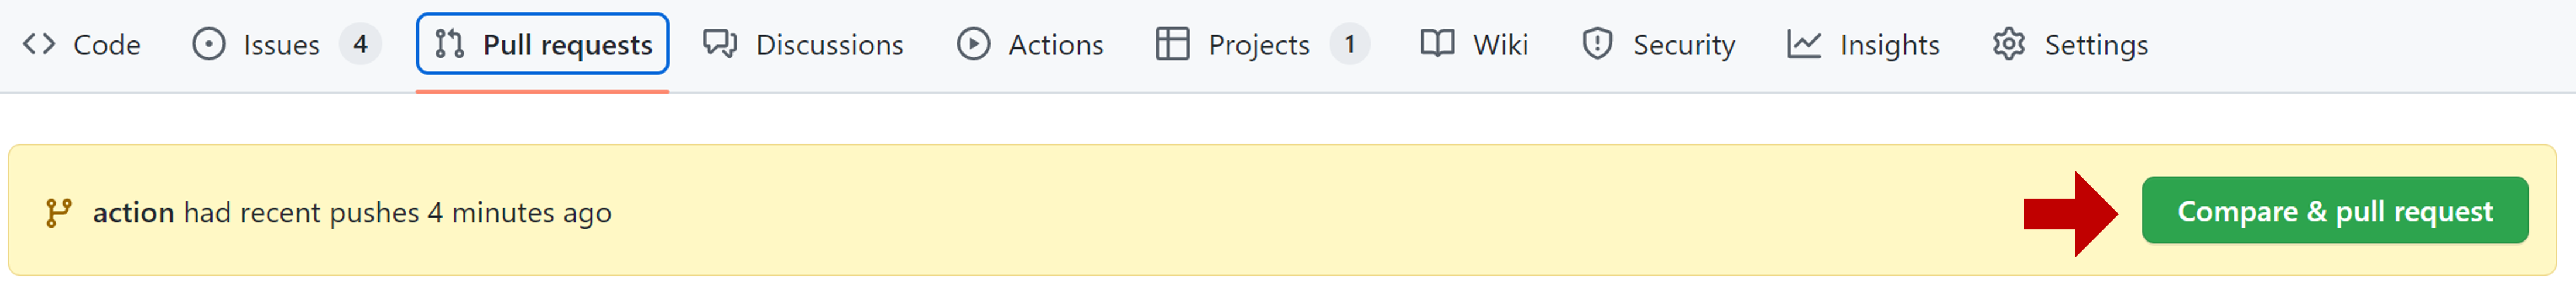 Code Issues 4 Pull requests Discussions Actions Projects 1 Wiki Security Insights Settings
action had recent pushes 4 minutes ago Compare & pull request